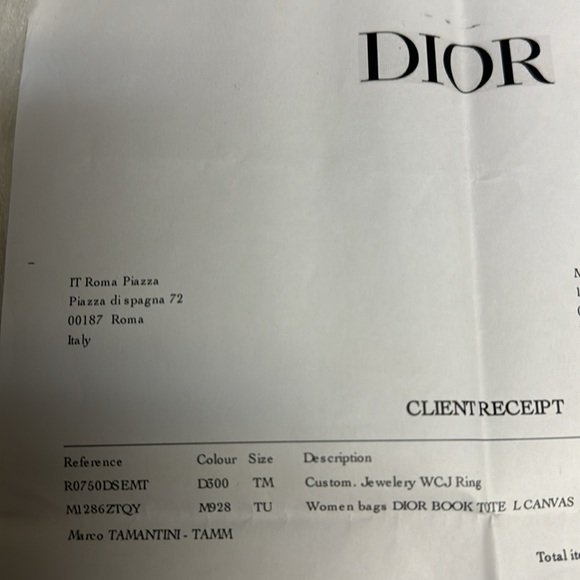 DIOR
IT Roma Piazza
Piazza di spagna 72
00187 Roma
Italy
CLIENT RECEIPT
Reference Colour Size Description
R0750DSEMT D300 TM Custom. Jewelery WCJ Ring
M1286ZTQY M928 TU Women bags DIOR BOOK TOTE L CANVAS
Marco TAMANTINI - TAMM
Total